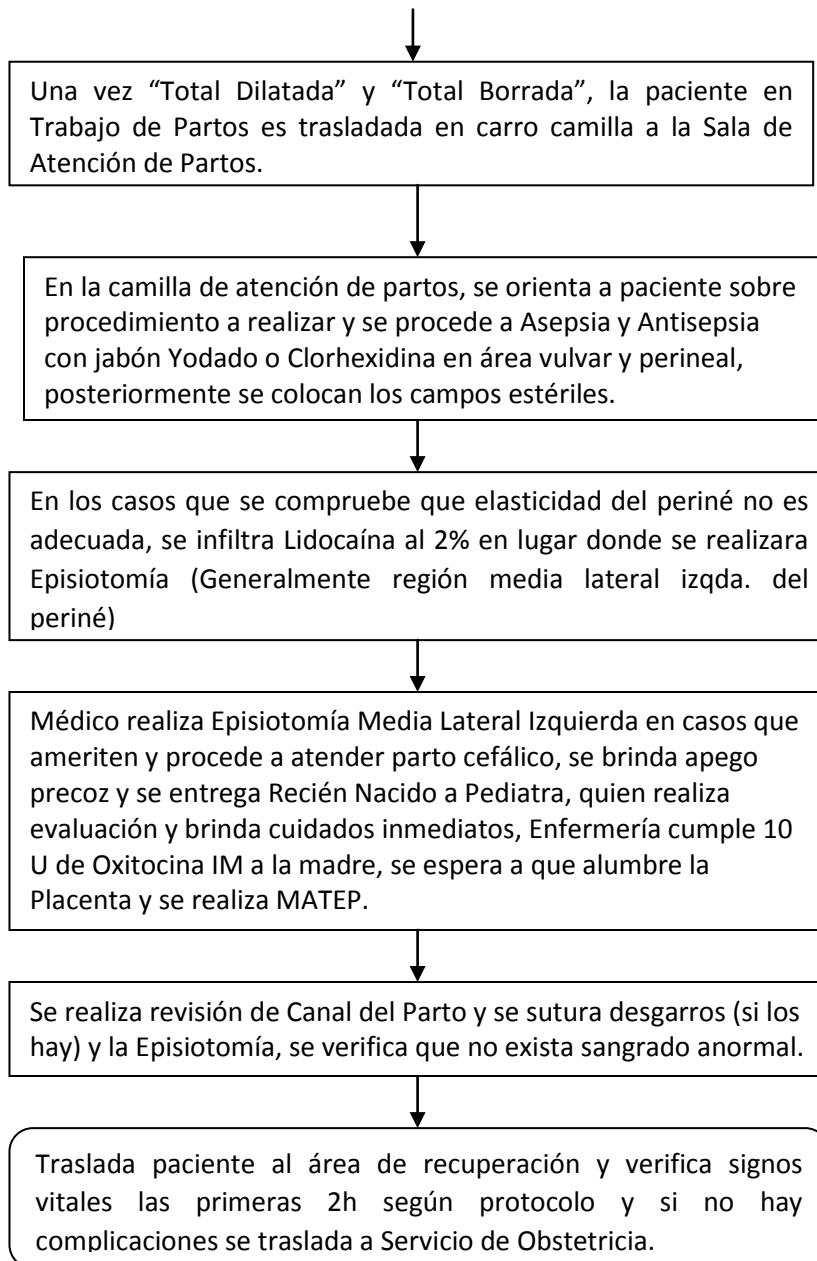 Una vez “Total Dilatada” y “Total Borrada”, la paciente en
Trabajo de Partos es trasladada en carro camilla a la Sala de
Atención de Partos.
En la camilla de atención de partos, se orienta a paciente sobre
procedimiento a realizar y se procede a Asepsia y Antisepsia
con jabón Yodado o Clorhexidina en área vulvar y perineal,
posteriormente se colocan los campos estériles.
En los casos que se compruebe que elasticidad del periné no es
adecuada, se infiltra Lidocaína al 2% en lugar donde se realizara
Episiotomía (Generalmente región media lateral izqda. del
periné)
Médico realiza Episiotomía Media Lateral Izquierda en casos que
ameriten y procede a atender parto cefálico, se brinda apego
precoz y se entrega Recién Nacido a Pediatra, quien realiza
evaluación y brinda cuidados inmediatos, Enfermería cumple 10
U de Oxitocina IM a la madre, se espera a que alumbre la
Placenta y se realiza MATEP.
Se realiza revisión de Canal del Parto y se sutura desgarros (si los
hay) y la Episiotomía, se verifica que no exista sangrado anormal.
Traslada paciente al área de recuperación y verifica signos
vitales las primeras 2h según protocolo y si no hay
complicaciones se traslada a Servicio de Obstetricia.